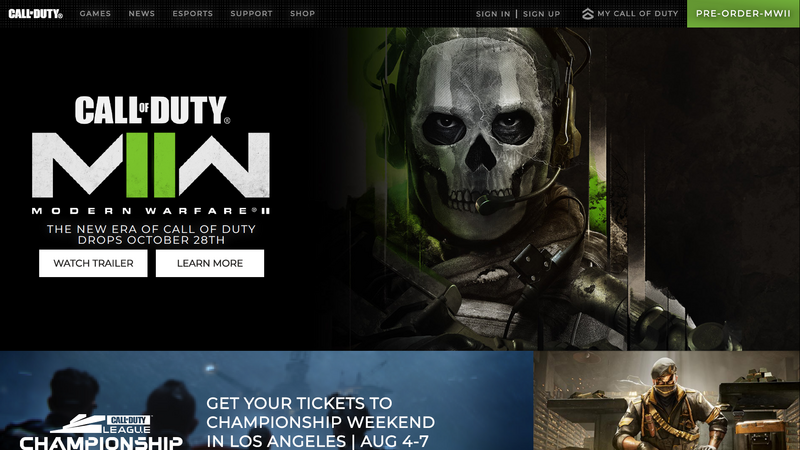 CALL OF DUTY®
GAMES
NEWS
ESPORTS
SUPPORT
SHOP
SIGN IN | SIGN UP
MY CALL OF DUTY
PRE-ORDER-MWII
CALL OF DUTY®
MWII
MODERN WARFARE® II
THE NEW ERA OF CALL OF DUTY
DROPS OCTOBER 28TH
WATCH TRAILER
LEARN MORE
CALL OF DUTY
LEAGUE
CHAMPIONSHIP
GET YOUR TICKETS TO
CHAMPIONSHIP WEEKEND
IN LOS ANGELES | AUG 4-7